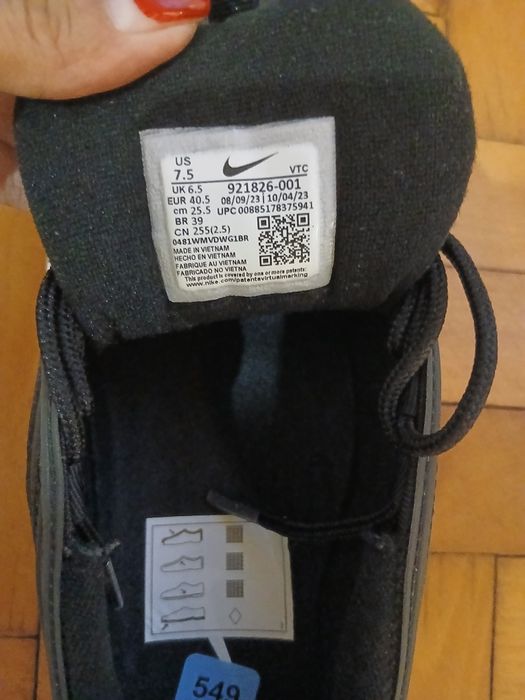 US
7.5
VTC
UK 6.5 921826-001
EUR 40.5 08/09/23 | 10/04/23
cm 25.5 UPC 00885178375941
BR 39
CN 255(2.5)
0481WMVDWG1BR
MADE IN VIETNAM
HECHO EN VIETNAM
FABRIQUE AU VIETNAM
FABRICADO NO VIETNA
This product is covered by one or more patents:
www.nike.com/patentsvirtualmarking
549